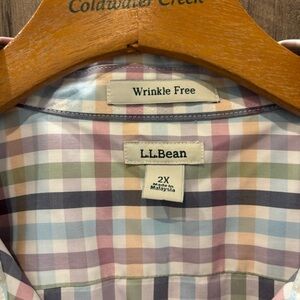 Coldwater Creek
Wrinkle Free
L.L.Bean
2X
Made in
Malaysia